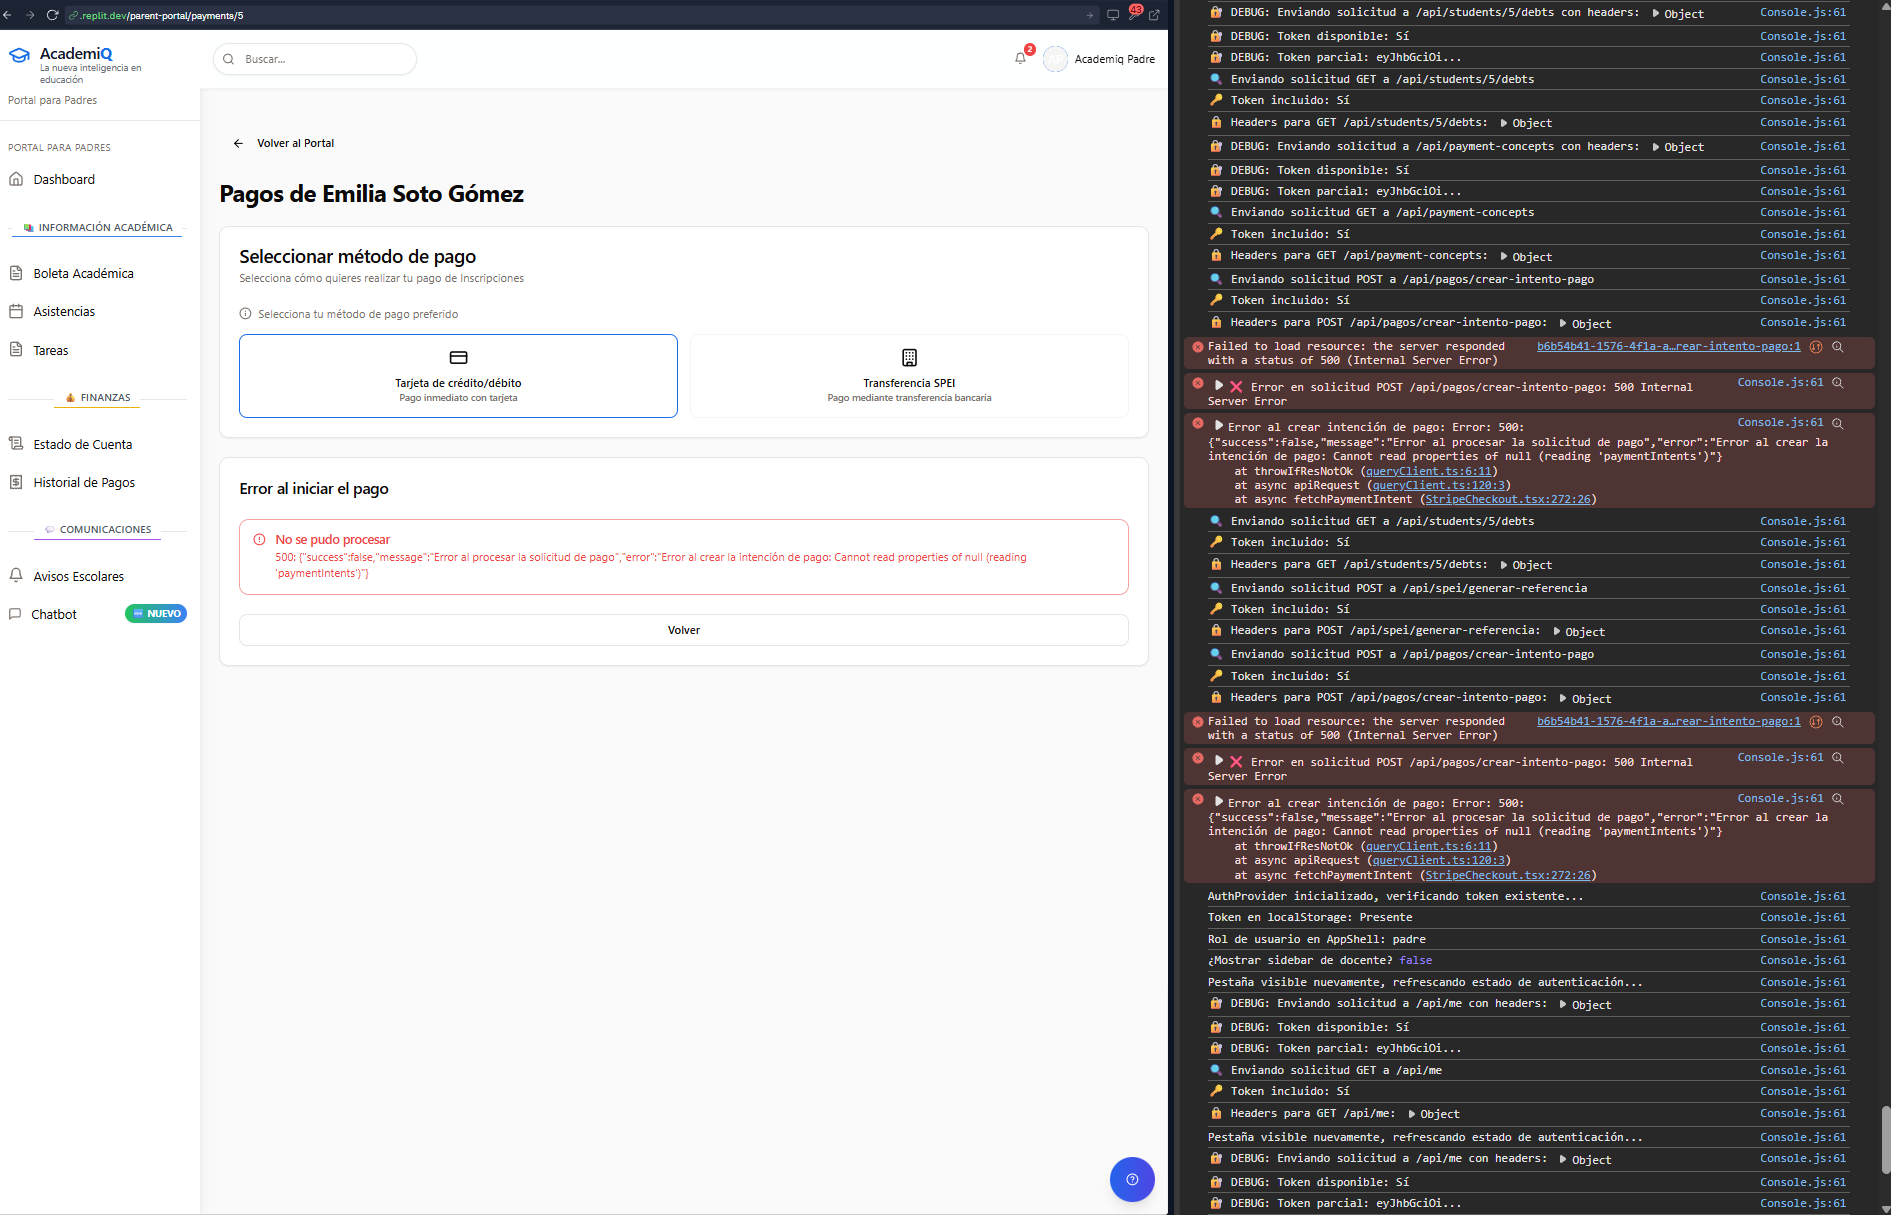 .replit.dev/parent-portal/payments/5
43
AcademiQ
La nueva inteligencia en
educación
Portal para Padres
PORTAL PARA PADRES
Dashboard
INFORMACIÓN ACADÉMICA
Boleta Académica
Asistencias
Tareas
FINANZAS
Estado de Cuenta
Historial de Pagos
COMUNICACIONES
Avisos Escolares
Chatbot
NUEVO
Buscar...
2
Academiq Padre
Volver al Portal
Pagos de Emilia Soto Gómez
Seleccionar método de pago
Selecciona cómo quieres realizar tu pago de Inscripciones
Selecciona tu método de pago preferido
Tarjeta de crédito/débito
Pago inmediato con tarjeta
Transferencia SPEI
Pago mediante transferencia bancaria
Error al iniciar el pago
No se pudo procesar
500: {"success":false,"message":"Error al procesar la solicitud de pago","error":"Error al crear la intención de pago: Cannot read properties of null (reading
'paymentIntents')"}
Volver
DEBUG: Enviando solicitud a /api/students/5/debts con headers: Object Console.js:61
DEBUG: Token disponible: Sí Console.js:61
DEBUG: Token parcial: eyJhbGciOi... Console.js:61
Enviando solicitud GET a /api/students/5/debts Console.js:61
Token incluido: Sí Console.js:61
Headers para GET /api/students/5/debts: Object Console.js:61
DEBUG: Enviando solicitud a /api/payment-concepts con headers: Object Console.js:61
DEBUG: Token disponible: Sí Console.js:61
DEBUG: Token parcial: eyJhbGciOi... Console.js:61
Enviando solicitud GET a /api/payment-concepts Console.js:61
Token incluido: Sí Console.js:61
Headers para GET /api/payment-concepts: Object Console.js:61
Enviando solicitud POST a /api/pagos/crear-intento-pago Console.js:61
Token incluido: Sí Console.js:61
Headers para POST /api/pagos/crear-intento-pago: Object Console.js:61
Failed to load resource: the server responded b6b54b41-1576-4f1a-a…rear-intento-pago:1
with a status of 500 (Internal Server Error)
Error en solicitud POST /api/pagos/crear-intento-pago: 500 Internal Console.js:61
Server Error
Error al crear intención de pago: Error: 500: Console.js:61
{"success":false,"message":"Error al procesar la solicitud de pago","error":"Error al crear la
intención de pago: Cannot read properties of null (reading 'paymentIntents')"}
at throwIfResNotOk (queryClient.ts:6:11)
at async apiRequest (queryClient.ts:120:3)
at async fetchPaymentIntent (StripeCheckout.tsx:272:26)
Enviando solicitud GET a /api/students/5/debts Console.js:61
Token incluido: Sí Console.js:61
Headers para GET /api/students/5/debts: Object Console.js:61
Enviando solicitud POST a /api/spei/generar-referencia Console.js:61
Token incluido: Sí Console.js:61
Headers para POST /api/spei/generar-referencia: Object Console.js:61
Enviando solicitud POST a /api/pagos/crear-intento-pago Console.js:61
Token incluido: Sí Console.js:61
Headers para POST /api/pagos/crear-intento-pago: Object Console.js:61
Failed to load resource: the server responded b6b54b41-1576-4f1a-a…rear-intento-pago:1
with a status of 500 (Internal Server Error)
Error en solicitud POST /api/pagos/crear-intento-pago: 500 Internal Console.js:61
Server Error
Error al crear intención de pago: Error: 500: Console.js:61
{"success":false,"message":"Error al procesar la solicitud de pago","error":"Error al crear la
intención de pago: Cannot read properties of null (reading 'paymentIntents')"}
at throwIfResNotOk (queryClient.ts:6:11)
at async apiRequest (queryClient.ts:120:3)
at async fetchPaymentIntent (StripeCheckout.tsx:272:26)
AuthProvider inicializado, verificando token existente... Console.js:61
Token en localStorage: Presente Console.js:61
Rol de usuario en AppShell: padre Console.js:61
¿Mostrar sidebar de docente? false Console.js:61
Pestaña visible nuevamente, refrescando estado de autenticación... Console.js:61
DEBUG: Enviando solicitud a /api/me con headers: Object Console.js:61
DEBUG: Token disponible: Sí Console.js:61
DEBUG: Token parcial: eyJhbGciOi... Console.js:61
Enviando solicitud GET a /api/me Console.js:61
Token incluido: Sí Console.js:61
Headers para GET /api/me: Object Console.js:61
Pestaña visible nuevamente, refrescando estado de autenticación... Console.js:61
DEBUG: Enviando solicitud a /api/me con headers: Object Console.js:61
DEBUG: Token disponible: Sí Console.js:61
DEBUG: Token parcial: eyJhbGciOi... Console.js:61